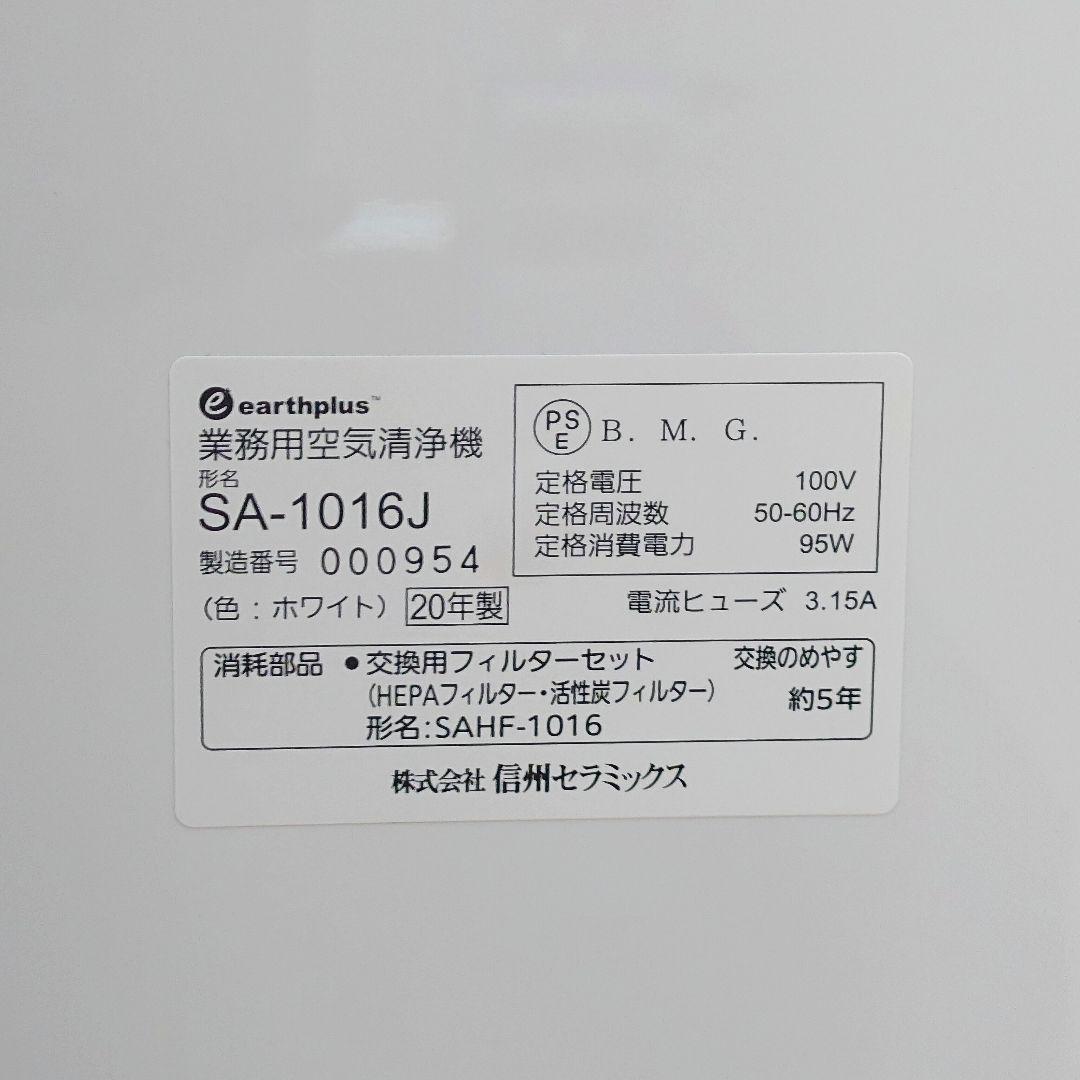 earthplus™
業務用空気清浄機
形名
SA-1016J
製造番号 000954
（色：ホワイト） 20年製
PSE B. M. G.
定格電圧 100V
定格周波数 50-60Hz
定格消費電力 95W
電流ヒューズ 3.15A
消耗部品 ●交換用フィルターセット 交換のめやす
（HEPAフィルター・活性炭フィルター） 約5年
形名：SAHF-1016
株式会社 信州セラミックス